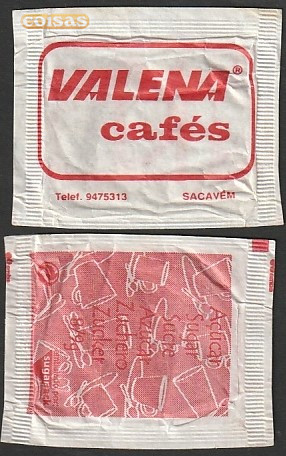 coisas
VALENA®
cafés
Telef. 9475313 SACAVÉM
Açúcar
Sugar
Sucre
Azúcar
Zucchero
Zucker